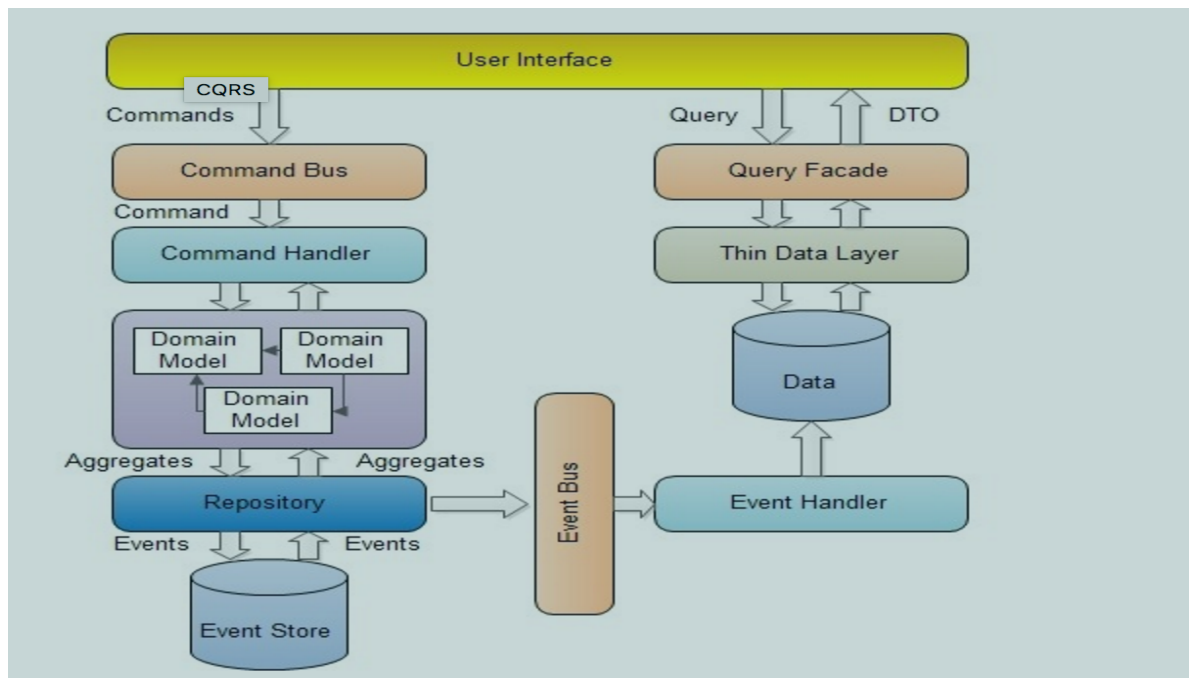 User Interface
CQRS
Commands
Query
DTO
Command Bus
Query Facade
Command
Command Handler
Thin Data Layer
Domain
Model
Domain
Model
Domain
Model
Data
Aggregates
Aggregates
Repository
Event Bus
Event Handler
Events
Events
Event Store